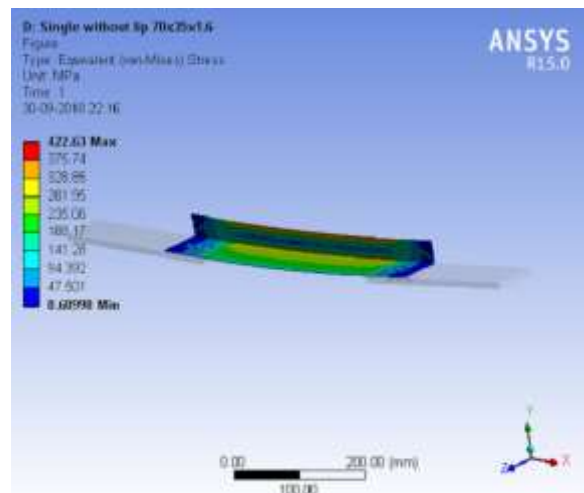 D: Single without lip 70x35x1.6
Figure
Type: Equivalent (von-Mises) Stress
Unit: MPa
Time: 1
30-09-2018 22:16
ANSYS
R15.0
422.63 Max
375.74
328.85
281.95
235.06
188.17
141.28
94.392
47.501
0.60998 Min
0.00
200.00 (mm)
100.00
Y
X
Z